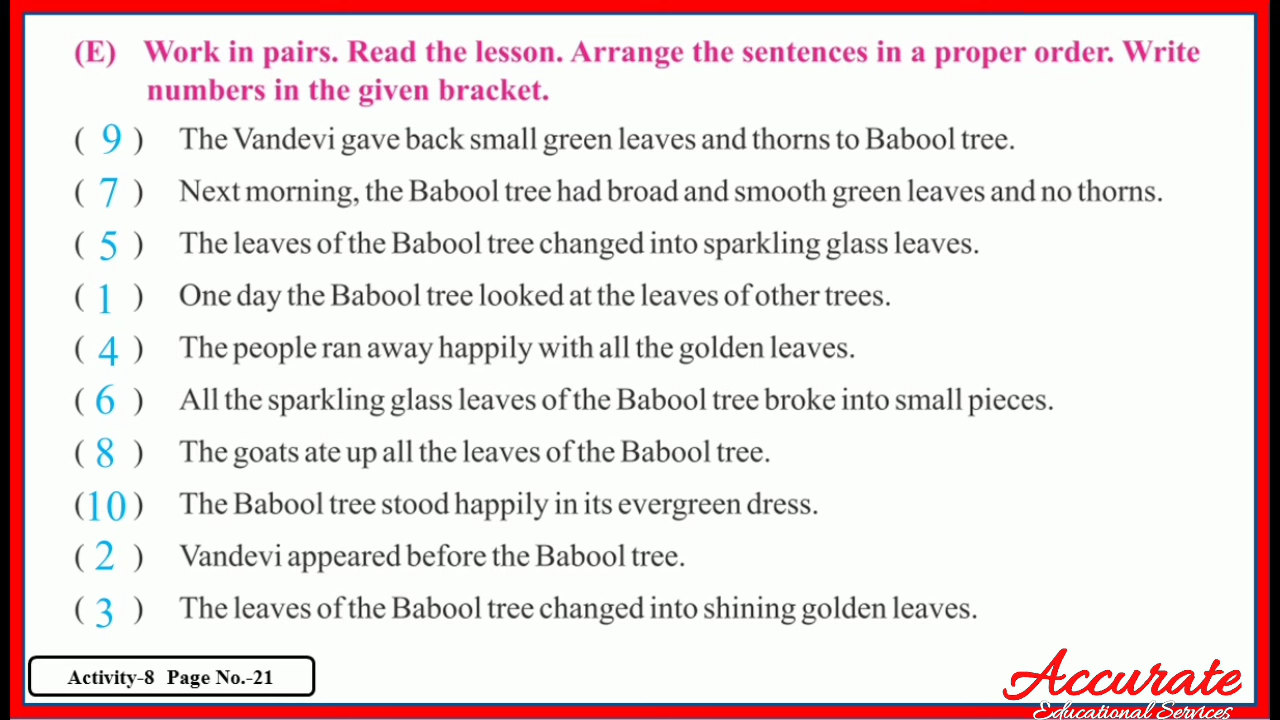 (E) Work in pairs. Read the lesson. Arrange the sentences in a proper order. Write
numbers in the given bracket.
( 9 ) The Vandevi gave back small green leaves and thorns to Babool tree.
( 7 ) Next morning, the Babool tree had broad and smooth green leaves and no thorns.
( 5 ) The leaves of the Babool tree changed into sparkling glass leaves.
( 1 ) One day the Babool tree looked at the leaves of other trees.
( 4 ) The people ran away happily with all the golden leaves.
( 6 ) All the sparkling glass leaves of the Babool tree broke into small pieces.
( 8 ) The goats ate up all the leaves of the Babool tree.
(10 ) The Babool tree stood happily in its evergreen dress.
( 2 ) Vandevi appeared before the Babool tree.
( 3 ) The leaves of the Babool tree changed into shining golden leaves.
Activity-8 Page No.-21
Accurate
Educational Services